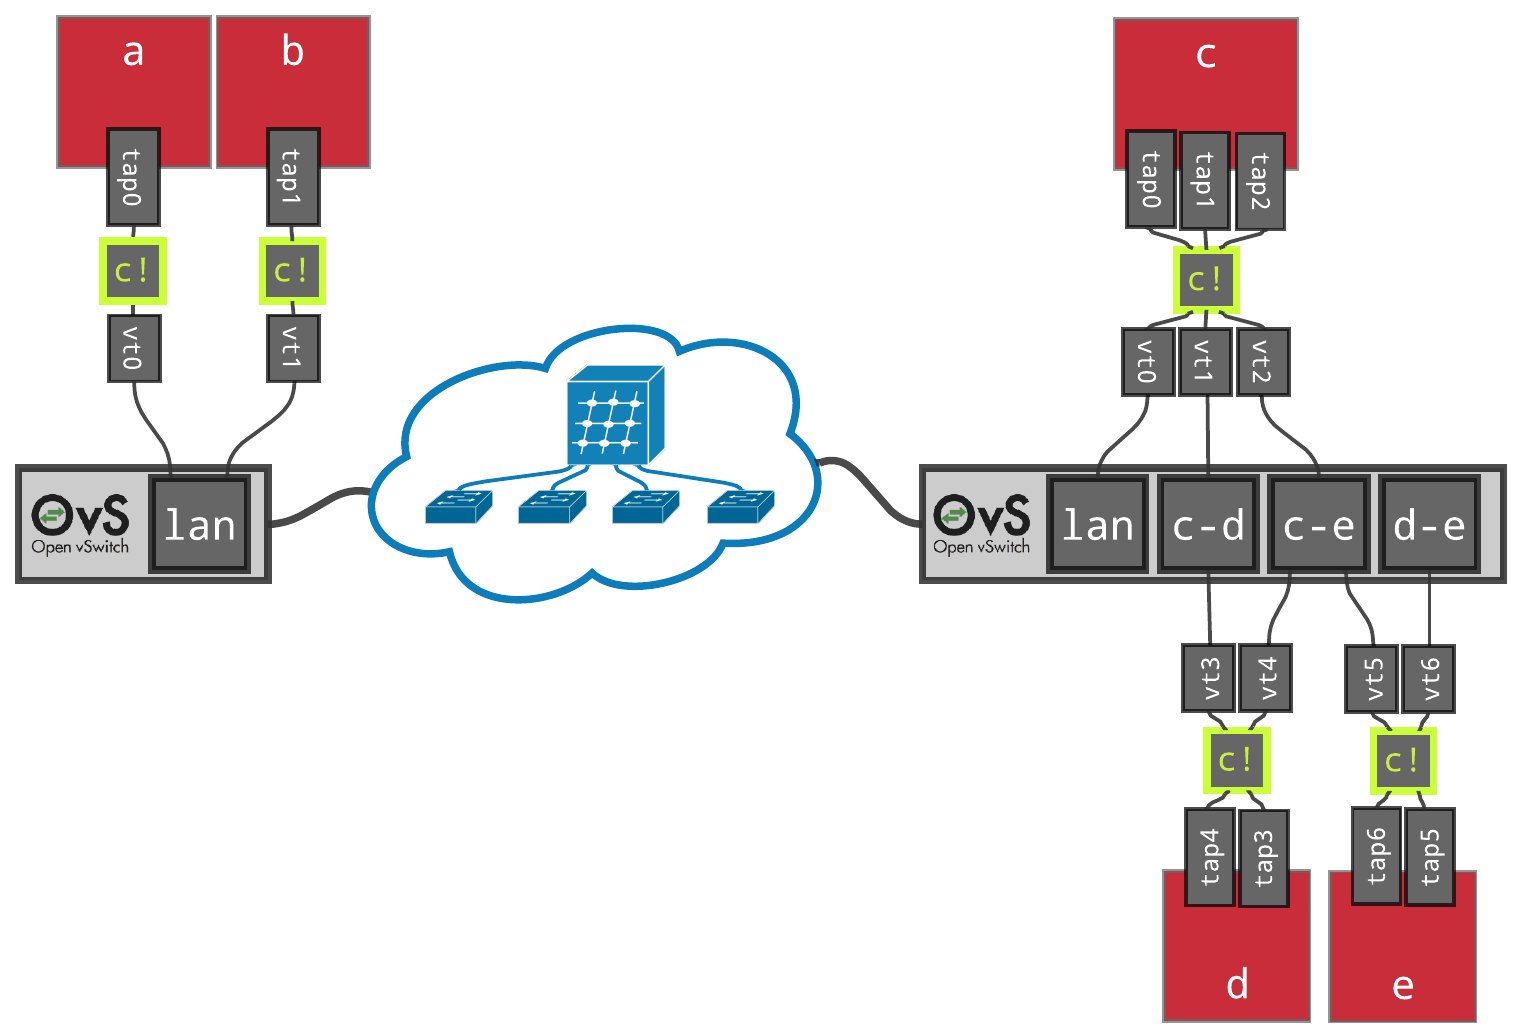 a
b
c
tap0
tap1
tap0
tap1
tap2
c!
c!
c!
vt0
vt1
vt0
vt1
vt2
OvS
Open vSwitch
lan
OvS
Open vSwitch
lan
c-d
c-e
d-e
vt3
vt4
vt5
vt6
c!
c!
tap4
tap3
tap6
tap5
d
e